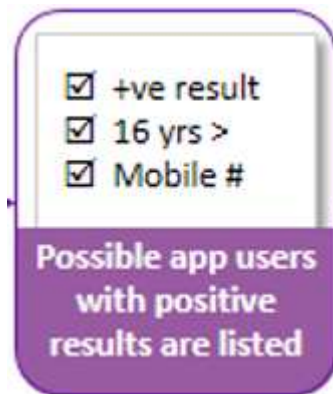 ☑ +ve result
☑ 16 yrs >
☑ Mobile #
Possible app users
with positive
results are listed